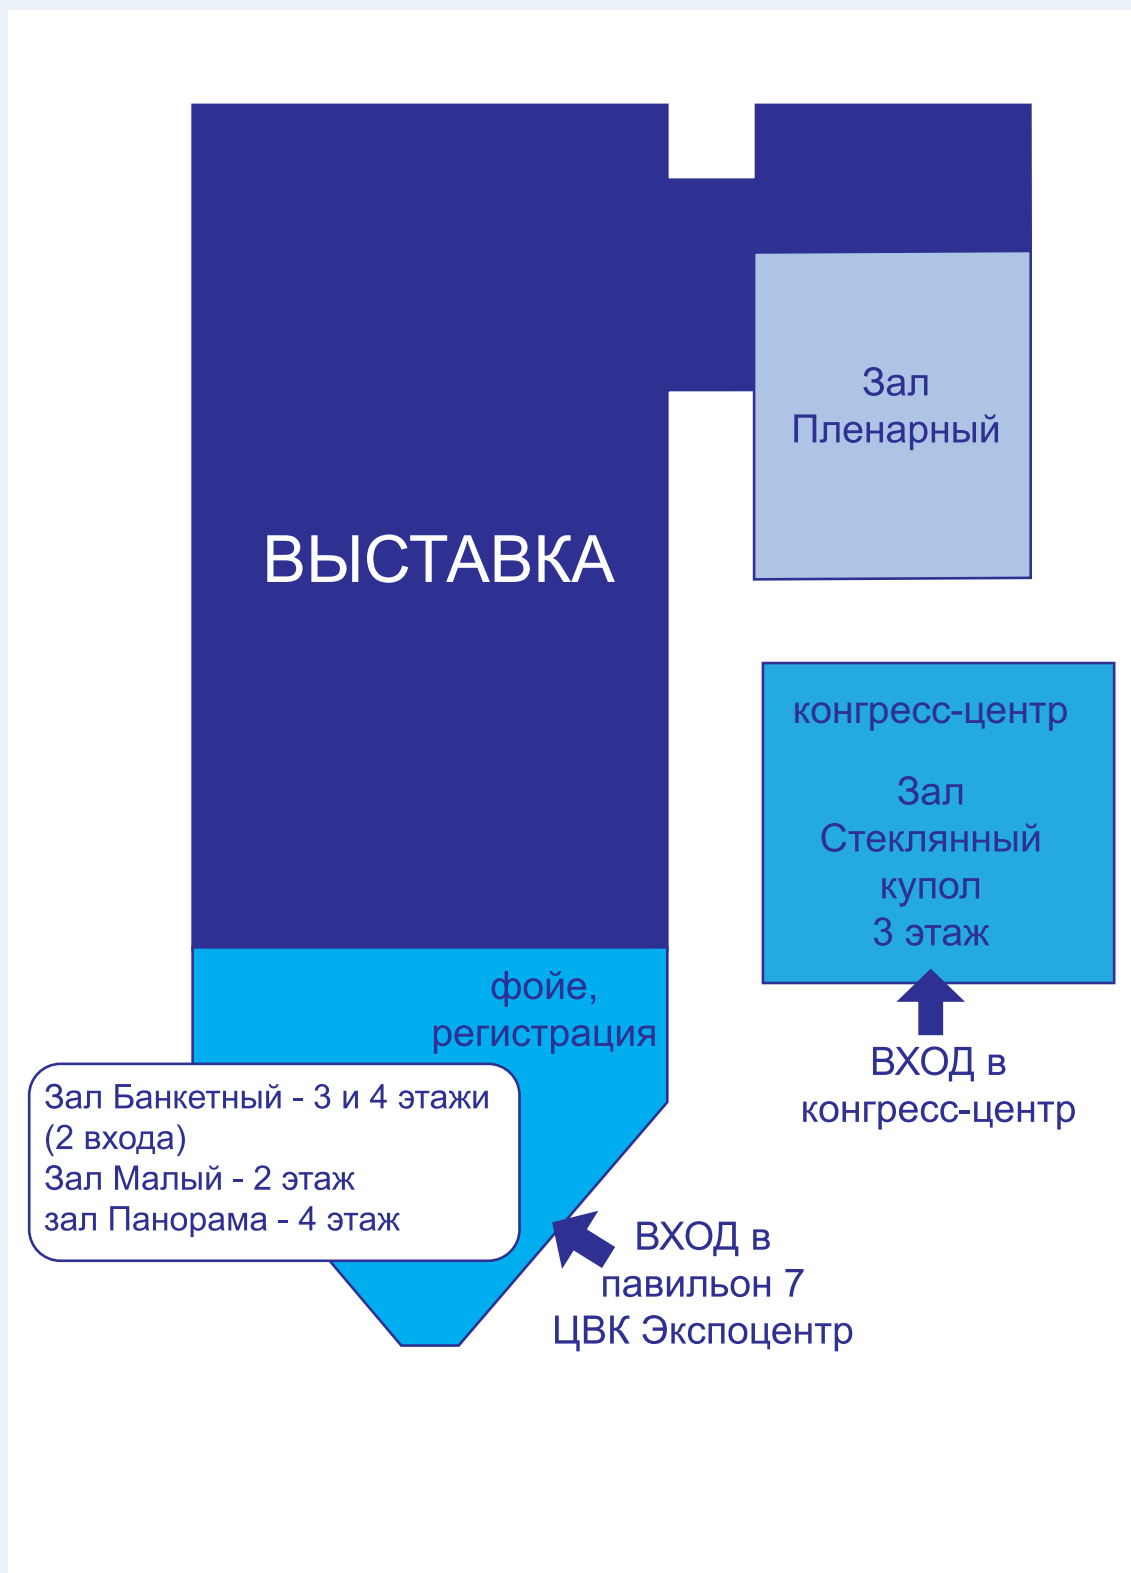 Зал
Пленарный
ВЫСТАВКА
конгресс-центр
Зал
Стеклянный
купол
3 этаж
фойе,
регистрация
ВХОД в
конгресс-центр
Зал Банкетный - 3 и 4 этажи
(2 входа)
Зал Малый - 2 этаж
зал Панорама - 4 этаж
ВХОД в
павильон 7
ЦВК Экспоцентр